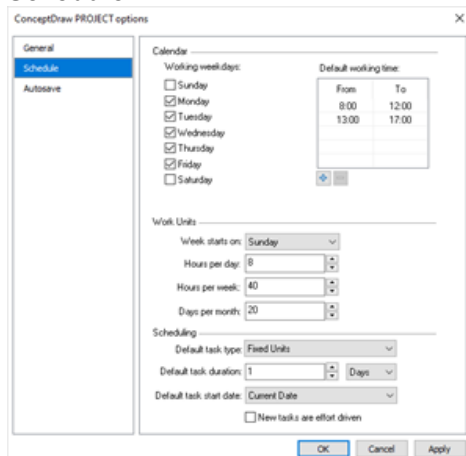 ConceptDraw PROJECT options
General
Schedule
Autosave
Calendar
Working weekdays:
Sunday
Monday
Tuesday
Wednesday
Thursday
Friday
Saturday
Default working time:
From To
8:00 12:00
13:00 17:00
Work Units
Week starts on: Sunday
Hours per day: 8
Hours per week: 40
Days per month: 20
Scheduling
Default task type: Fixed Units
Default task duration: 1 Days
Default task start date: Current Date
New tasks are effort driven
OK Cancel Apply